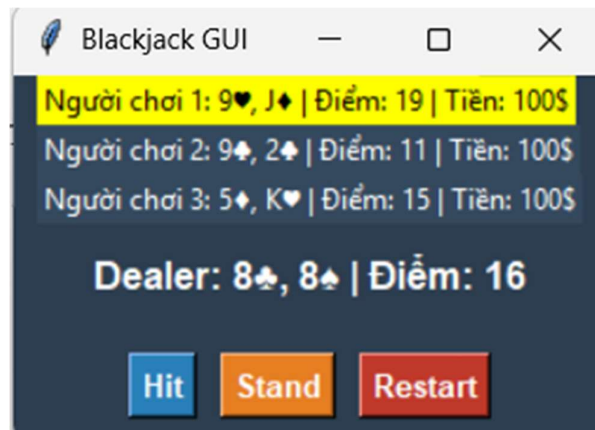 Blackjack GUI
Người chơi 1: 9♥, J♦ | Điểm: 19 | Tiền: 100$
Người chơi 2: 9♣, 2♣ | Điểm: 11 | Tiền: 100$
Người chơi 3: 5♦, K♥ | Điểm: 15 | Tiền: 100$
Dealer: 8♣, 8♠ | Điểm: 16
Hit Stand Restart